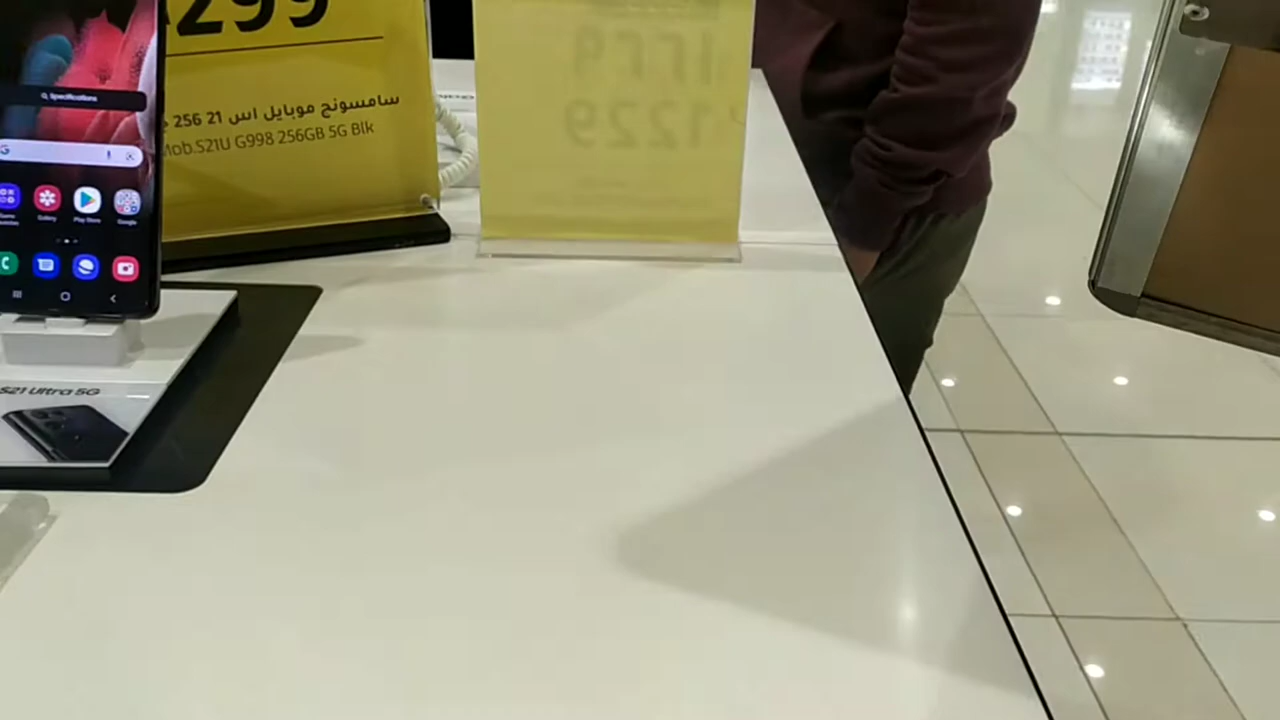 299
سامسونج موبايل اس 21 256
Mob.S21U G998 256GB 5G Blk
Specifications
Gallery
Play Store
Google
S21 Ultra 5G
١٢٢٩
1229